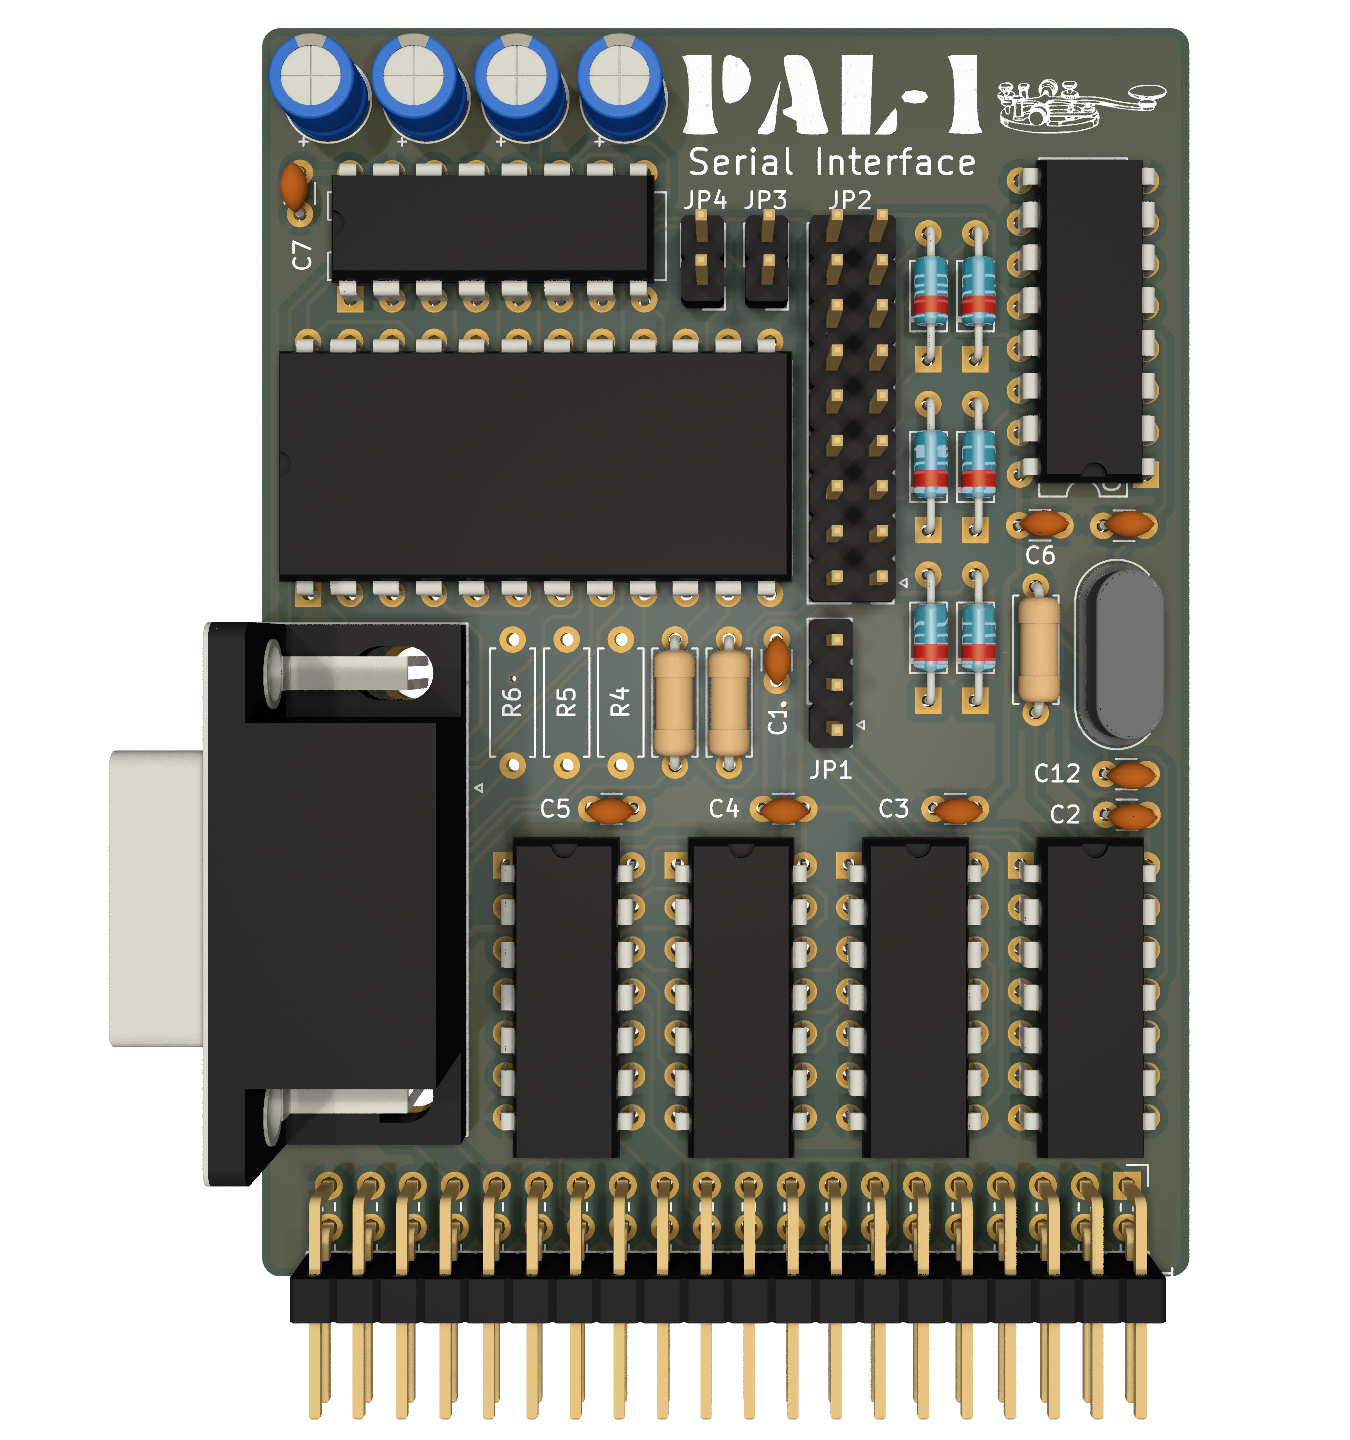 PAL-1
Serial Interface
JP4 JP3 JP2
C7
C6
R6 R5 R4
C1
JP1
C12
C5 C4 C3 C2